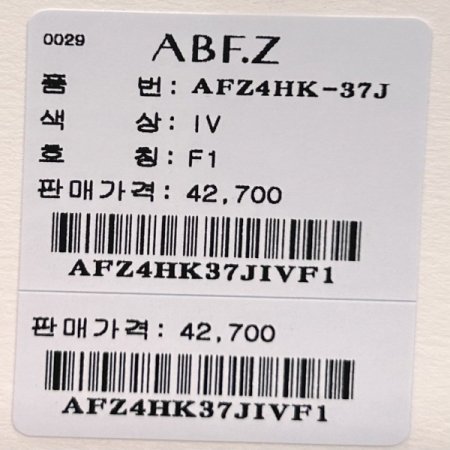 0029 ABF.Z
품 번: AFZ4HK-37J
색 상: IV
호 칭: F1
판매가격: 42,700
AFZ4HK37JIVF1
판매가격: 42,700
AFZ4HK37JIVF1